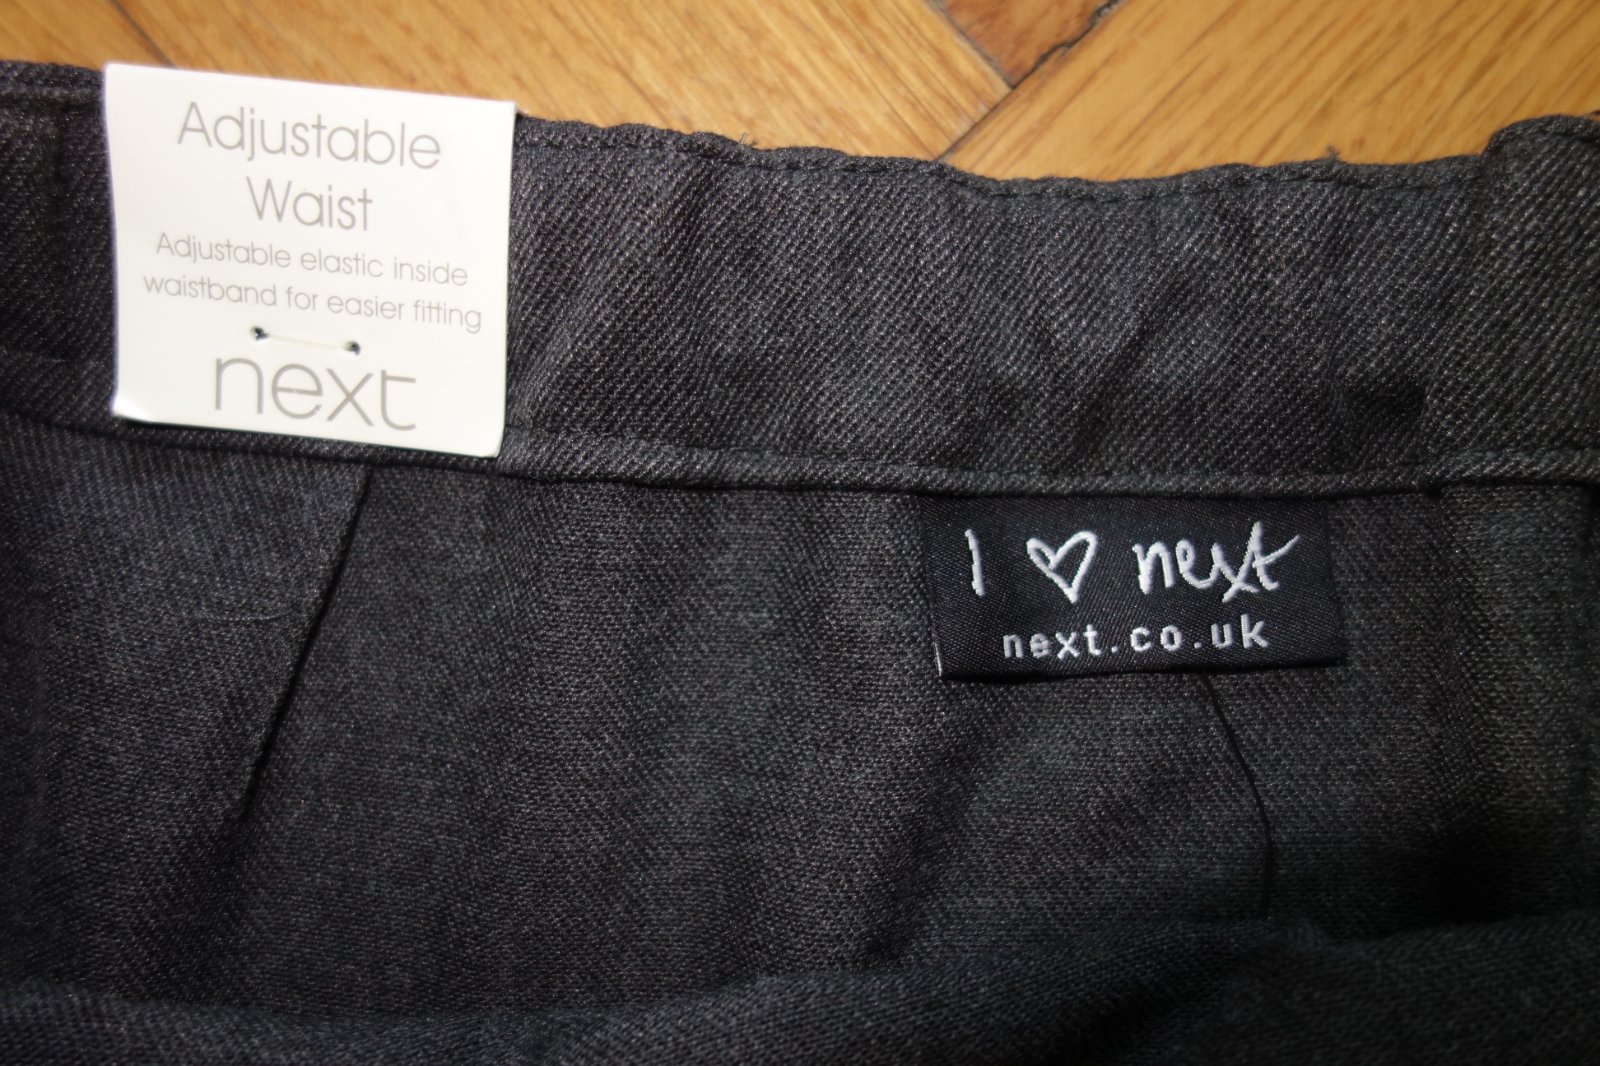 Adjustable
Waist
Adjustable elastic inside
waistband for easier fitting
next
I ♡ next
next.co.uk